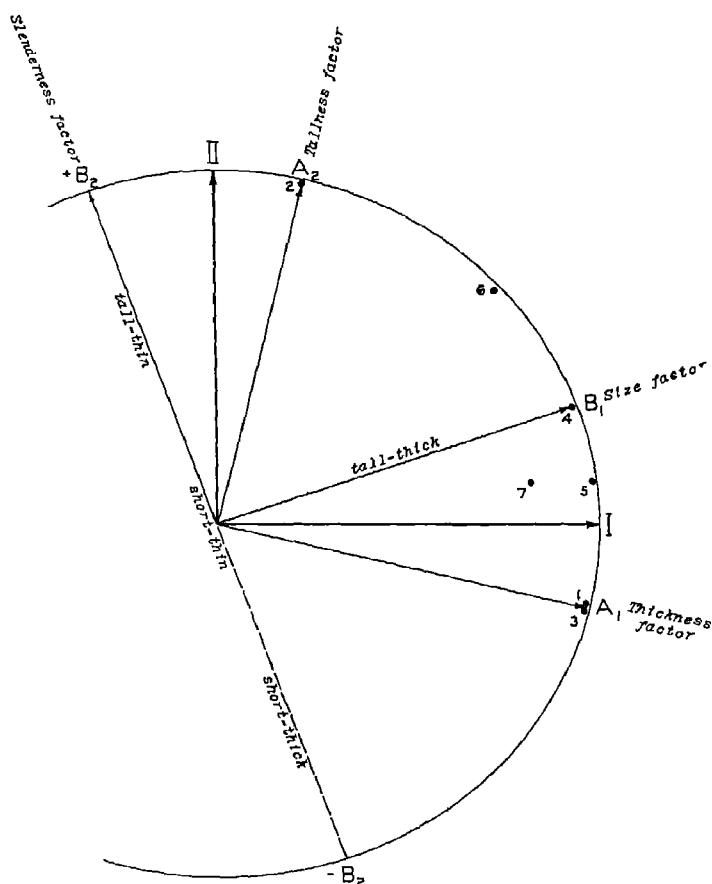 Slenderness factor
+B₂
II
A₂
Tallness factor
2
tall-thin
6
B₁ Size factor
4
tall-thick
7
5
short-thin
I
1
3
A₁ Thickness factor
short-thick
-B₂